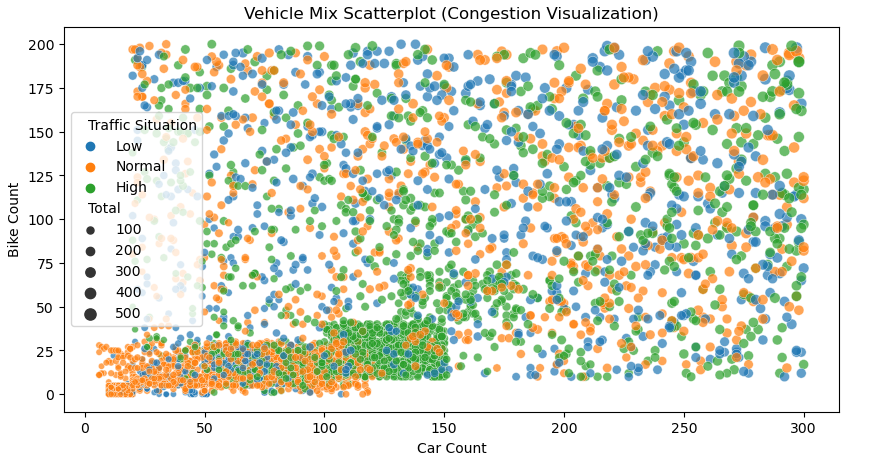 Vehicle Mix Scatterplot (Congestion Visualization)
200
175
150
125
100
75
50
25
0
Bike Count
Traffic Situation
Low
Normal
High
Total
100
200
300
400
500
0 50 100 150 200 250 300
Car Count